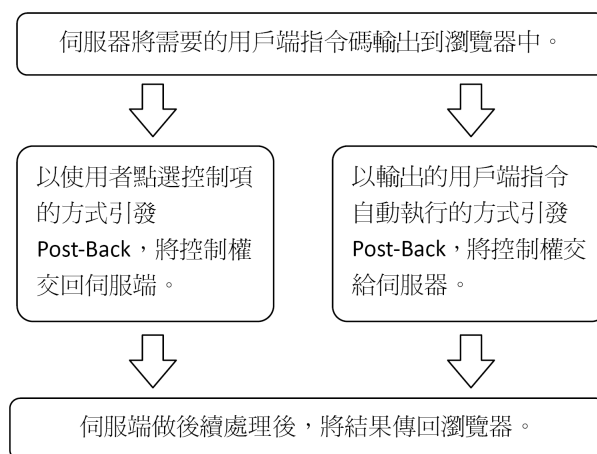 伺服器將需要的用戶端指令碼輸出到瀏覽器中。
以使用者點選控制項
的方式引發
Post-Back，將控制權
交回伺服端。
以輸出的用戶端指令
自動執行的方式引發
Post-Back，將控制權交
給伺服器。
伺服端做後續處理後，將結果傳回瀏覽器。